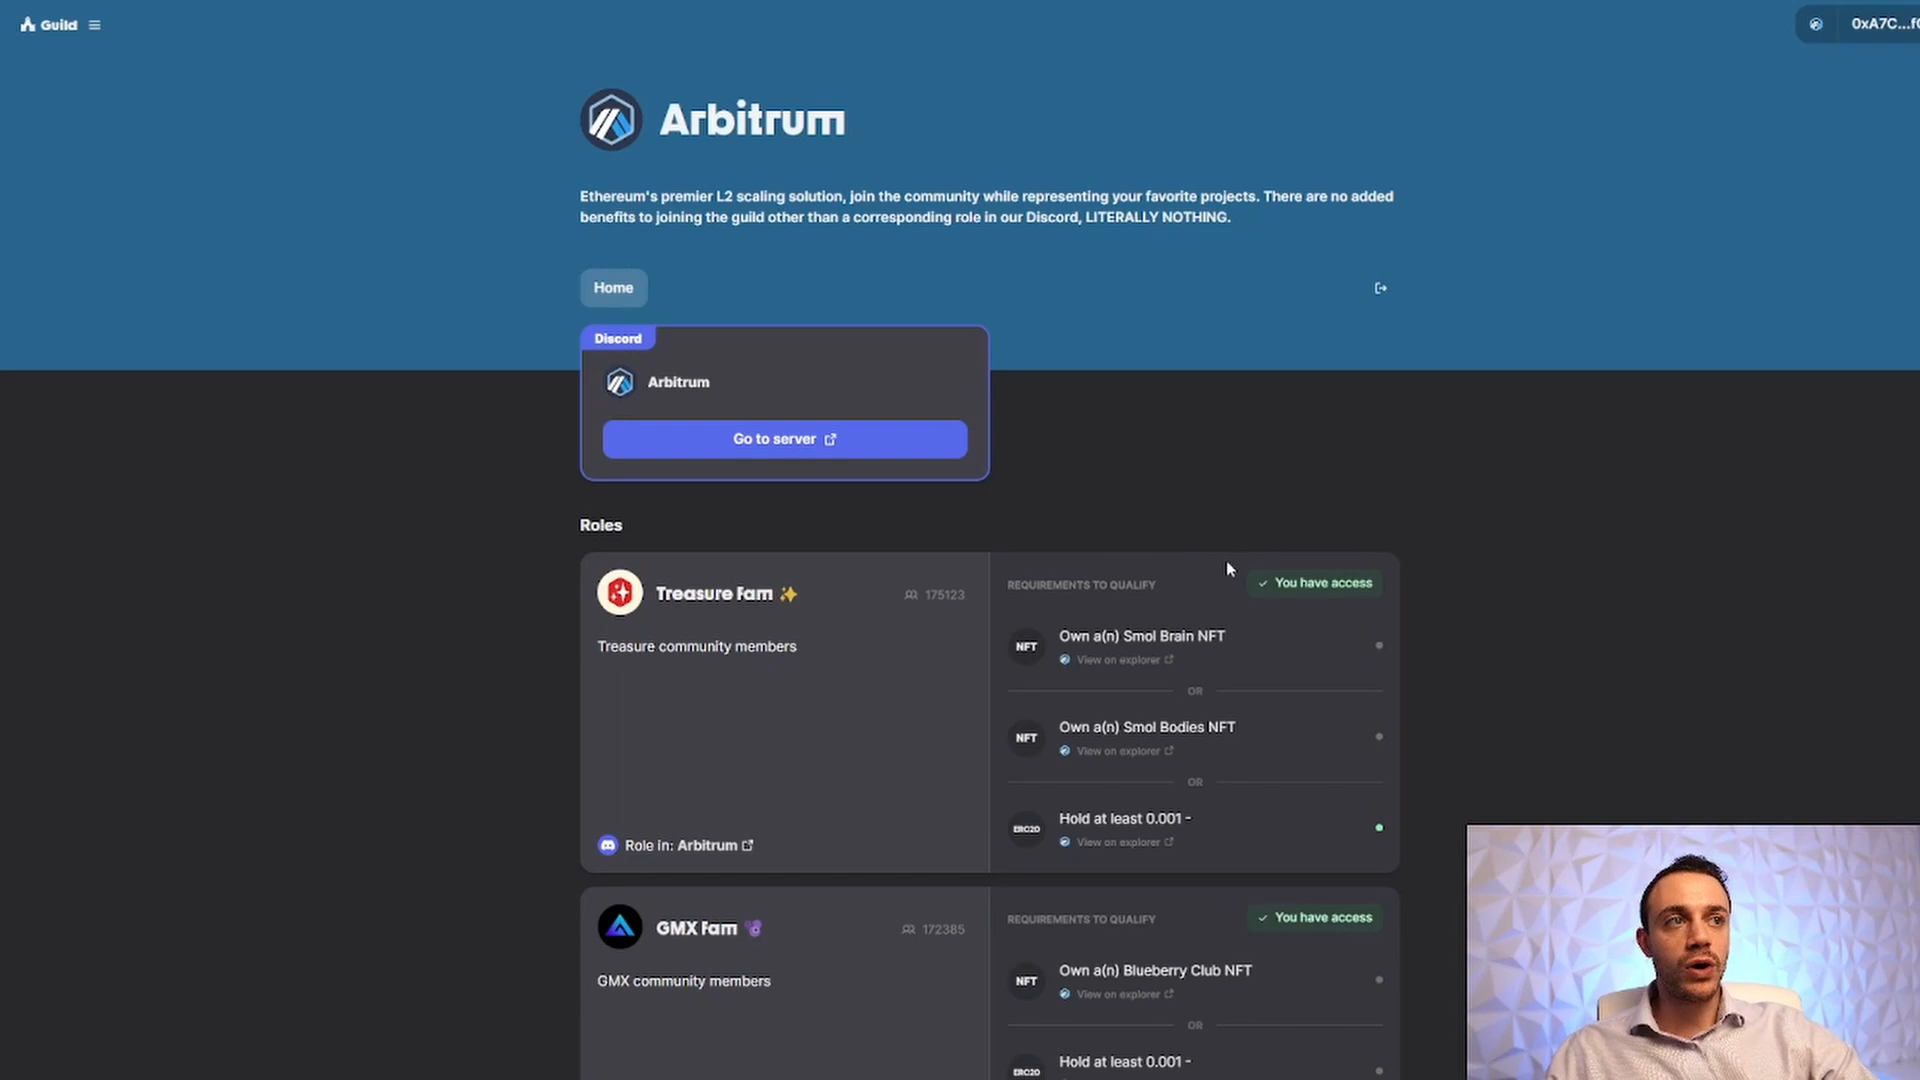 Guild
0xA7C...f
Arbitrum
Ethereum's premier L2 scaling solution, join the community while representing your favorite projects. There are no added
benefits to joining the guild other than a corresponding role in our Discord, LITERALLY NOTHING.
Home
Discord
Arbitrum
Go to server
Roles
Treasure Fam ✨
175123
Treasure community members
Role in: Arbitrum
REQUIREMENTS TO QUALIFY
✓ You have access
NFT
Own a(n) Smol Brain NFT
View on explorer
OR
NFT
Own a(n) Smol Bodies NFT
View on explorer
OR
ERC20
Hold at least 0.001 -
View on explorer
GMX Fam 🫐
172385
GMX community members
REQUIREMENTS TO QUALIFY
✓ You have access
NFT
Own a(n) Blueberry Club NFT
View on explorer
OR
ERC20
Hold at least 0.001 -